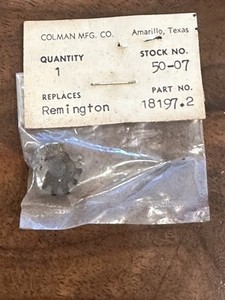 COLMAN MFG. CO. Amarillo, Texas
QUANTITY STOCK NO.
1 50-07
REPLACES PART NO.
Remington 18197.2